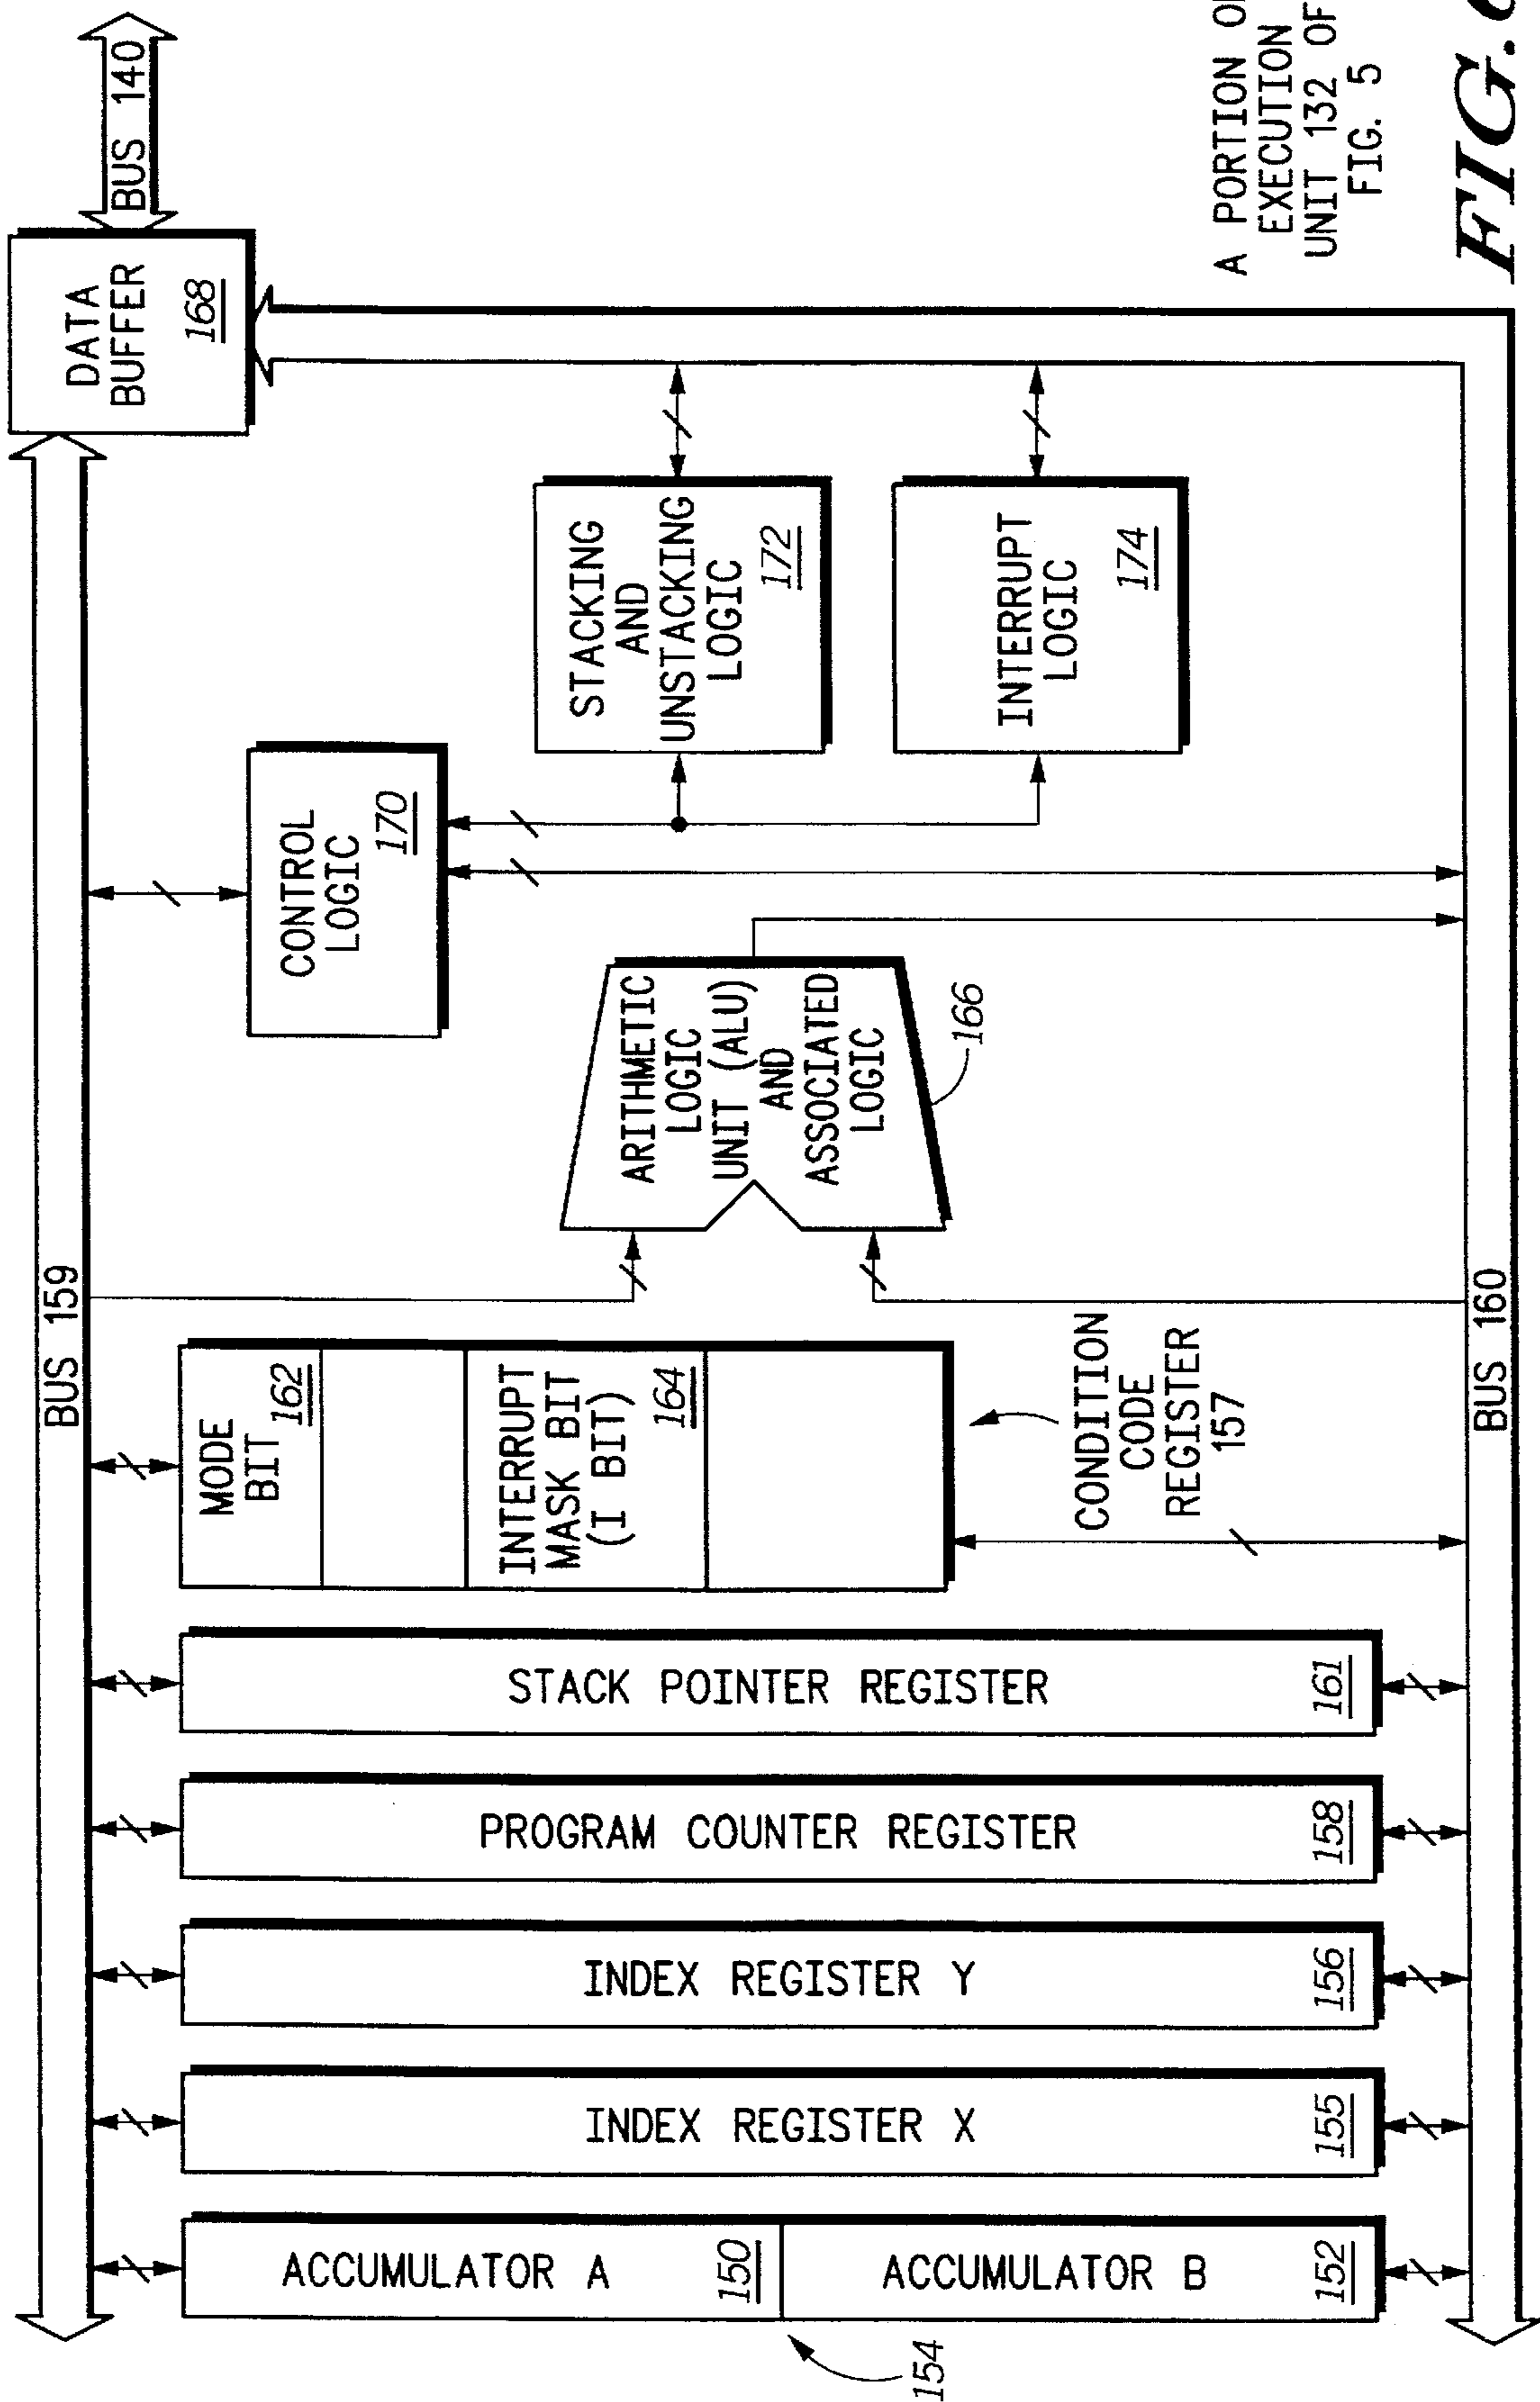 BUS 159
BUS 140
DATA
BUFFER
168
CONTROL
LOGIC
170
MODE
BIT
162
INTERRUPT
MASK BIT
(I BIT)
164
CONDITION
CODE
REGISTER
157
ARITHMETIC
LOGIC
UNIT (ALU)
AND
ASSOCIATED
LOGIC
166
STACKING
AND
UNSTACKING
LOGIC
172
INTERRUPT
LOGIC
174
ACCUMULATOR A
150
ACCUMULATOR B
152
154
INDEX REGISTER X
155
INDEX REGISTER Y
156
PROGRAM COUNTER REGISTER
158
STACK POINTER REGISTER
161
BUS 160
A PORTION OF
EXECUTION
UNIT 132 OF
FIG. 5
FIG.